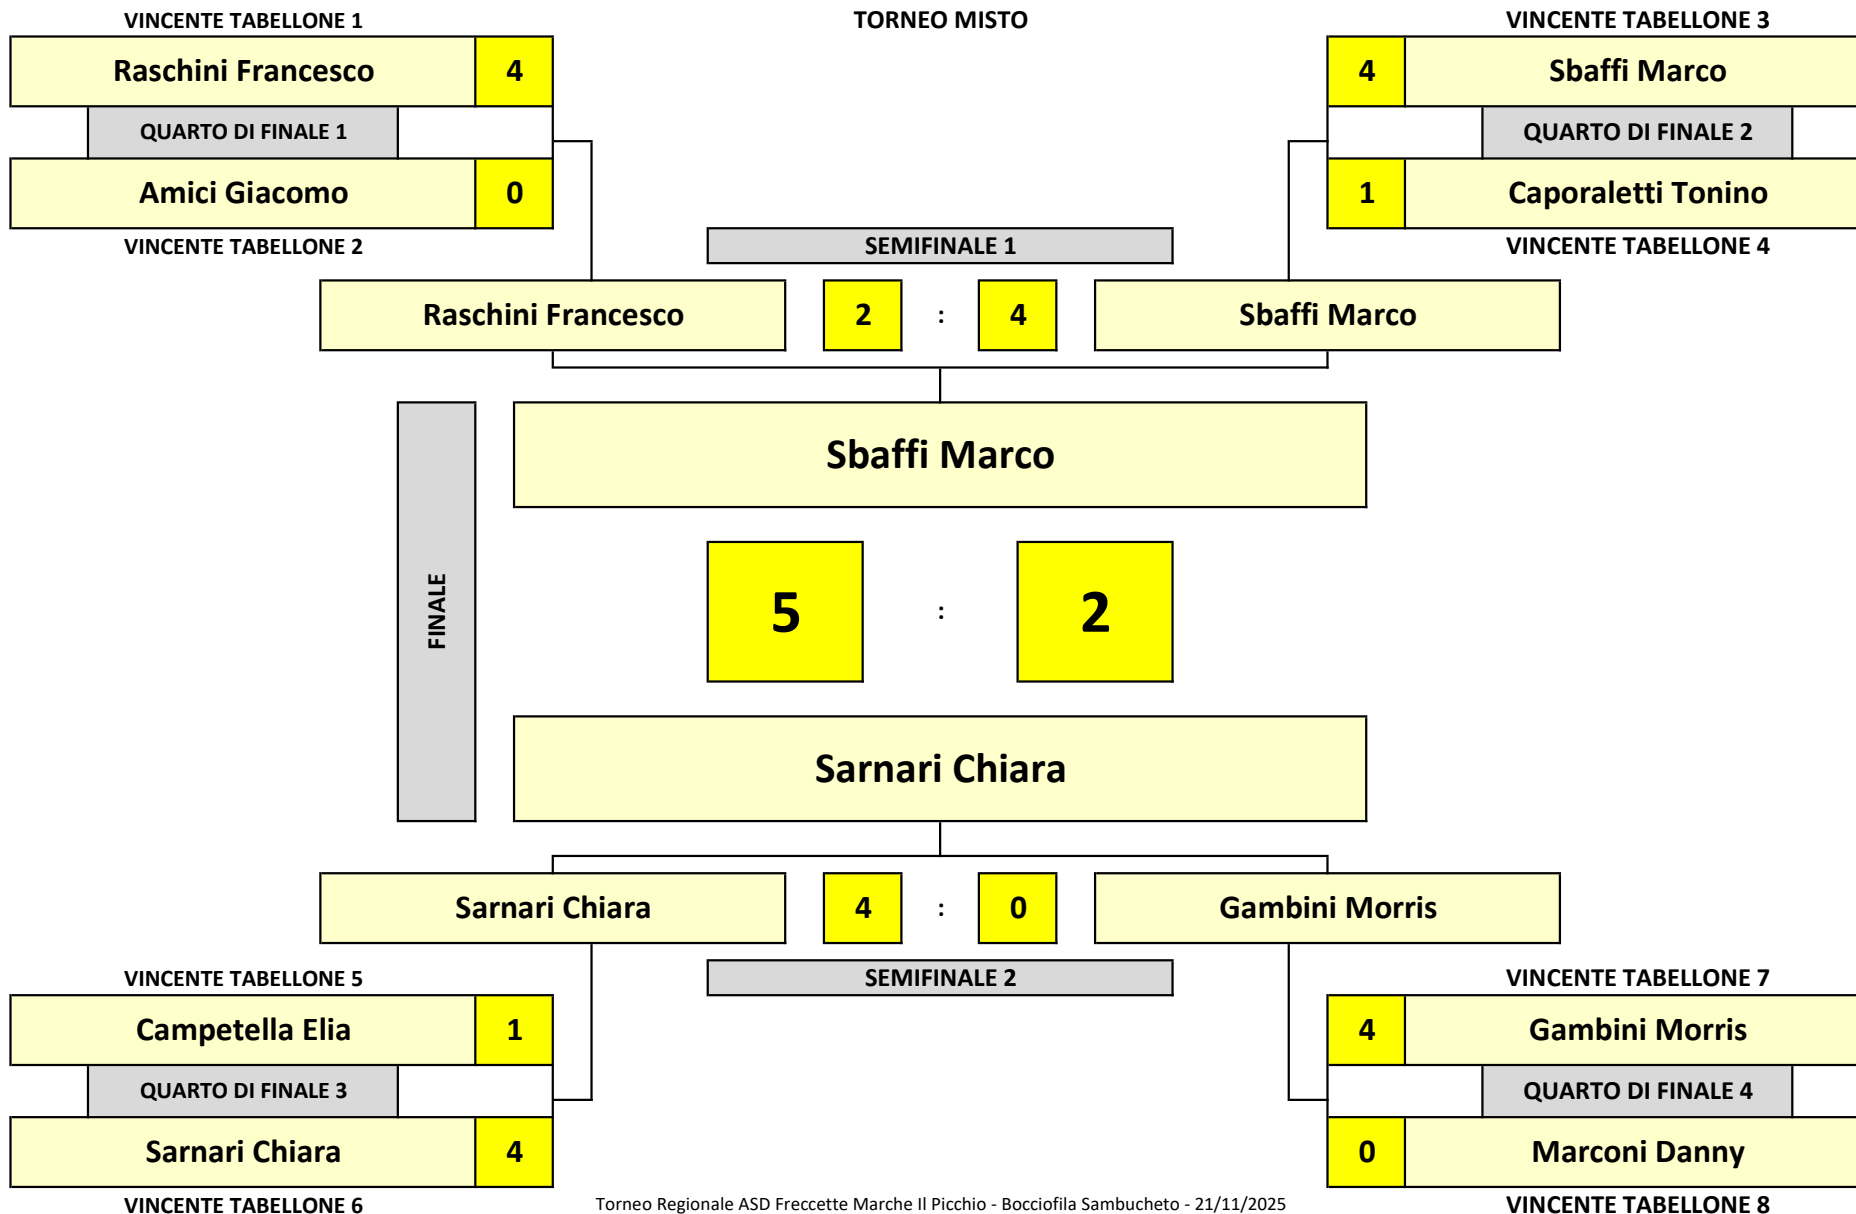 VINCENTE TABELLONE 1
TORNEO MISTO
VINCENTE TABELLONE 3
Raschini Francesco 4
4 Sbaffi Marco
QUARTO DI FINALE 1
QUARTO DI FINALE 2
Amici Giacomo 0
1 Caporaletti Tonino
VINCENTE TABELLONE 2
SEMIFINALE 1
VINCENTE TABELLONE 4
Raschini Francesco 2 : 4 Sbaffi Marco
Sbaffi Marco
FINALE
5 : 2
Sarnari Chiara
Sarnari Chiara 4 : 0 Gambini Morris
VINCENTE TABELLONE 5
SEMIFINALE 2
VINCENTE TABELLONE 7
Campetella Elia 1
4 Gambini Morris
QUARTO DI FINALE 3
QUARTO DI FINALE 4
Sarnari Chiara 4
0 Marconi Danny
VINCENTE TABELLONE 6
Torneo Regionale ASD Freccette Marche Il Picchio - Bocciofila Sambucheto - 21/11/2025
VINCENTE TABELLONE 8